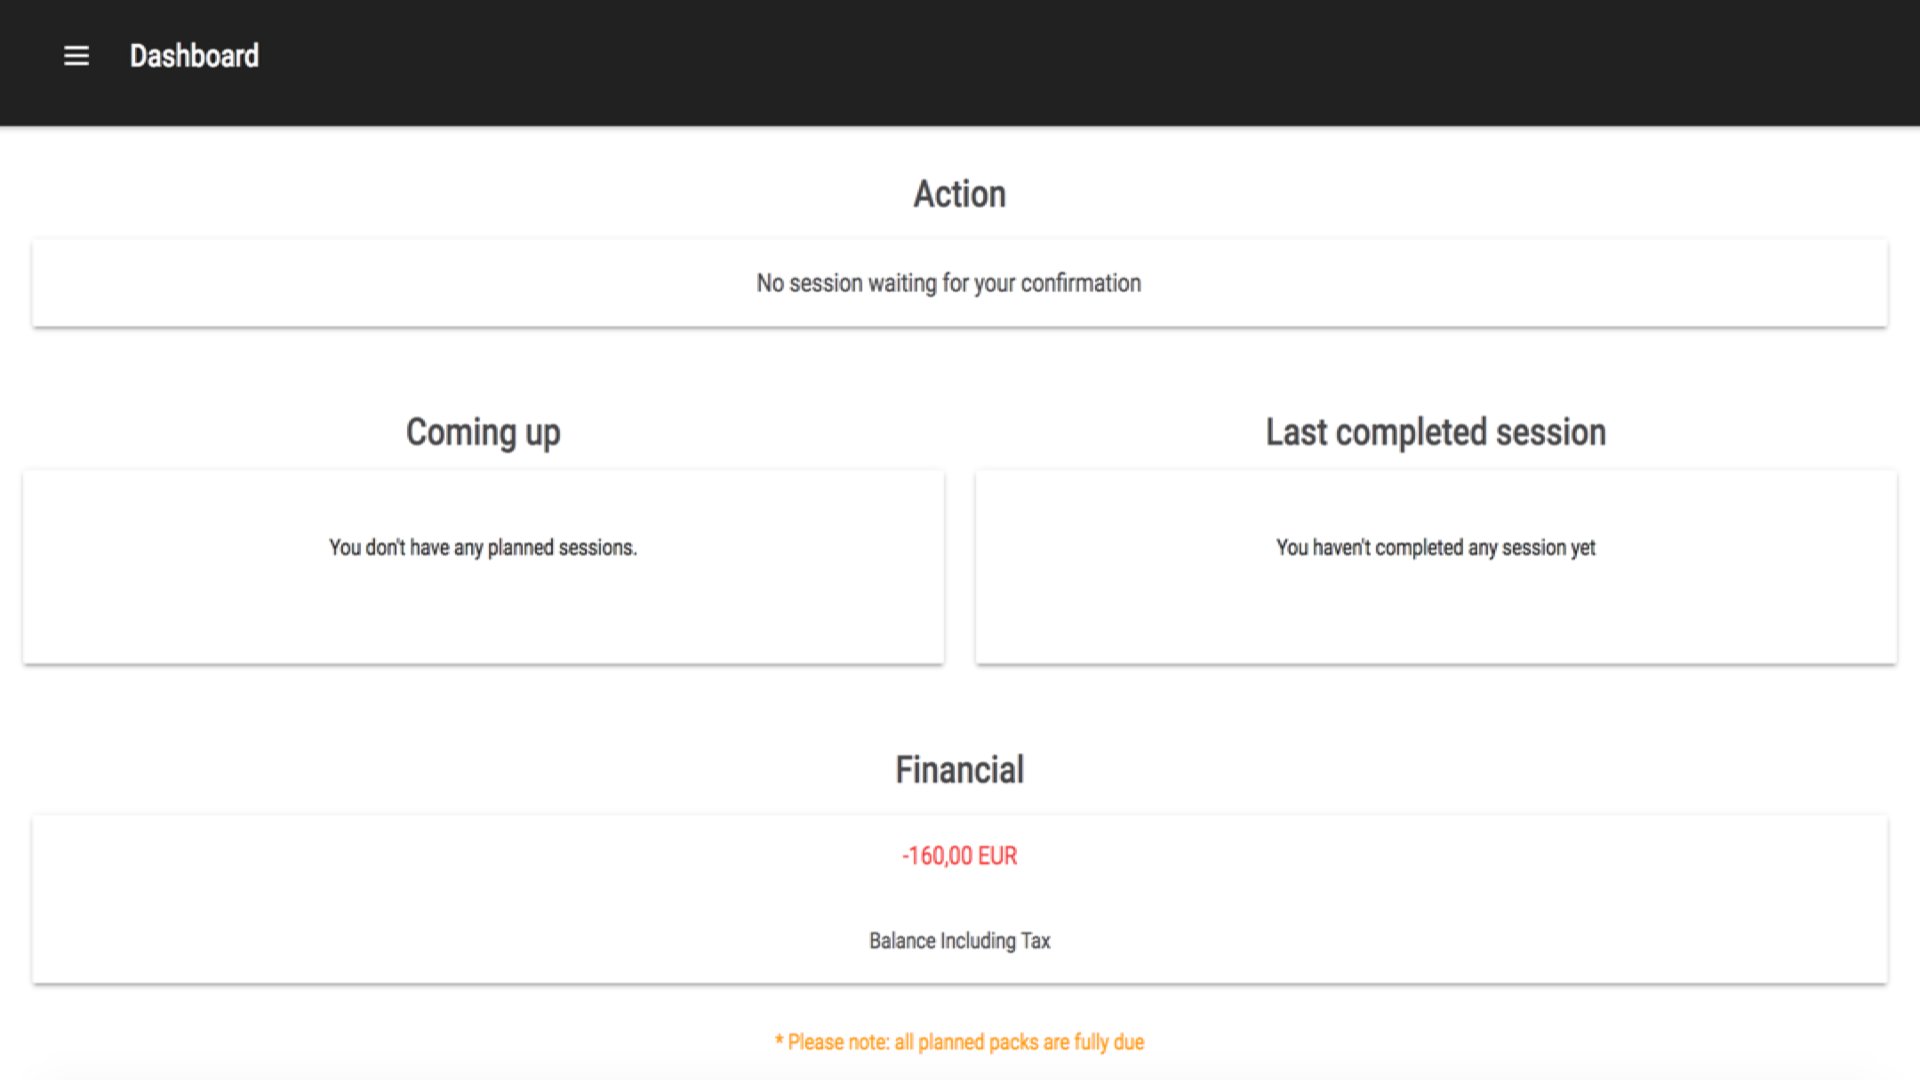 Dashboard
Action
No session waiting for your confirmation
Coming up
You don't have any planned sessions.
Last completed session
You haven't completed any session yet
Financial
-160,00 EUR
Balance Including Tax
* Please note: all planned packs are fully due